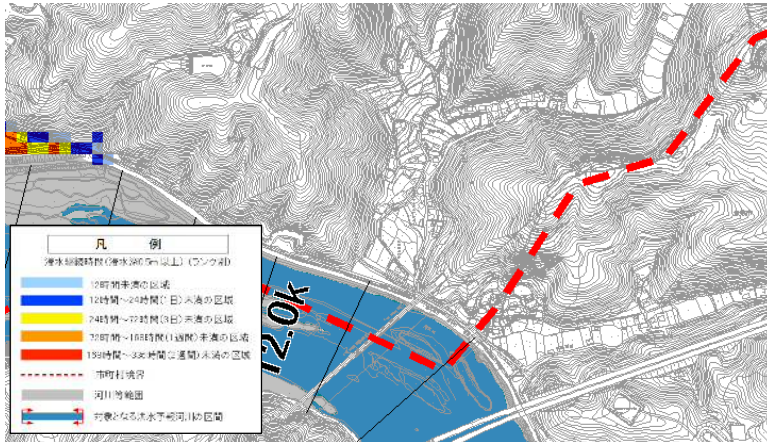 凡 例
浸水継続時間(浸水深0.5m以上) (ランク別)
12時間未満の区域
12時間～24時間(1日)未満の区域
24時間～72時間(3日)未満の区域
72時間～168時間(1週間)未満の区域
168時間～336時間(2週間)未満の区域
市町村境界
河川等範囲
対象となる洪水予報河川の区間
12.0k